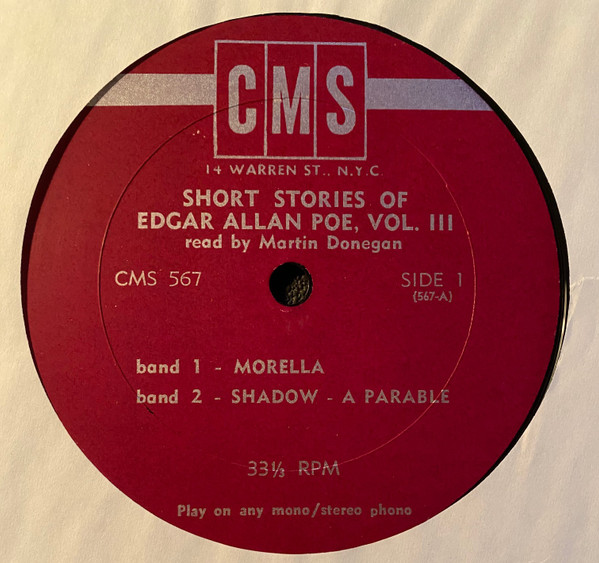 CMS
14 WARREN ST., N.Y.C.
SHORT STORIES OF
EDGAR ALLAN POE, VOL. III
read by Martin Donegan
CMS 567 SIDE 1
(567-A)
band 1 - MORELLA
band 2 - SHADOW - A PARABLE
33⅓ RPM
Play on any mono/stereo phono